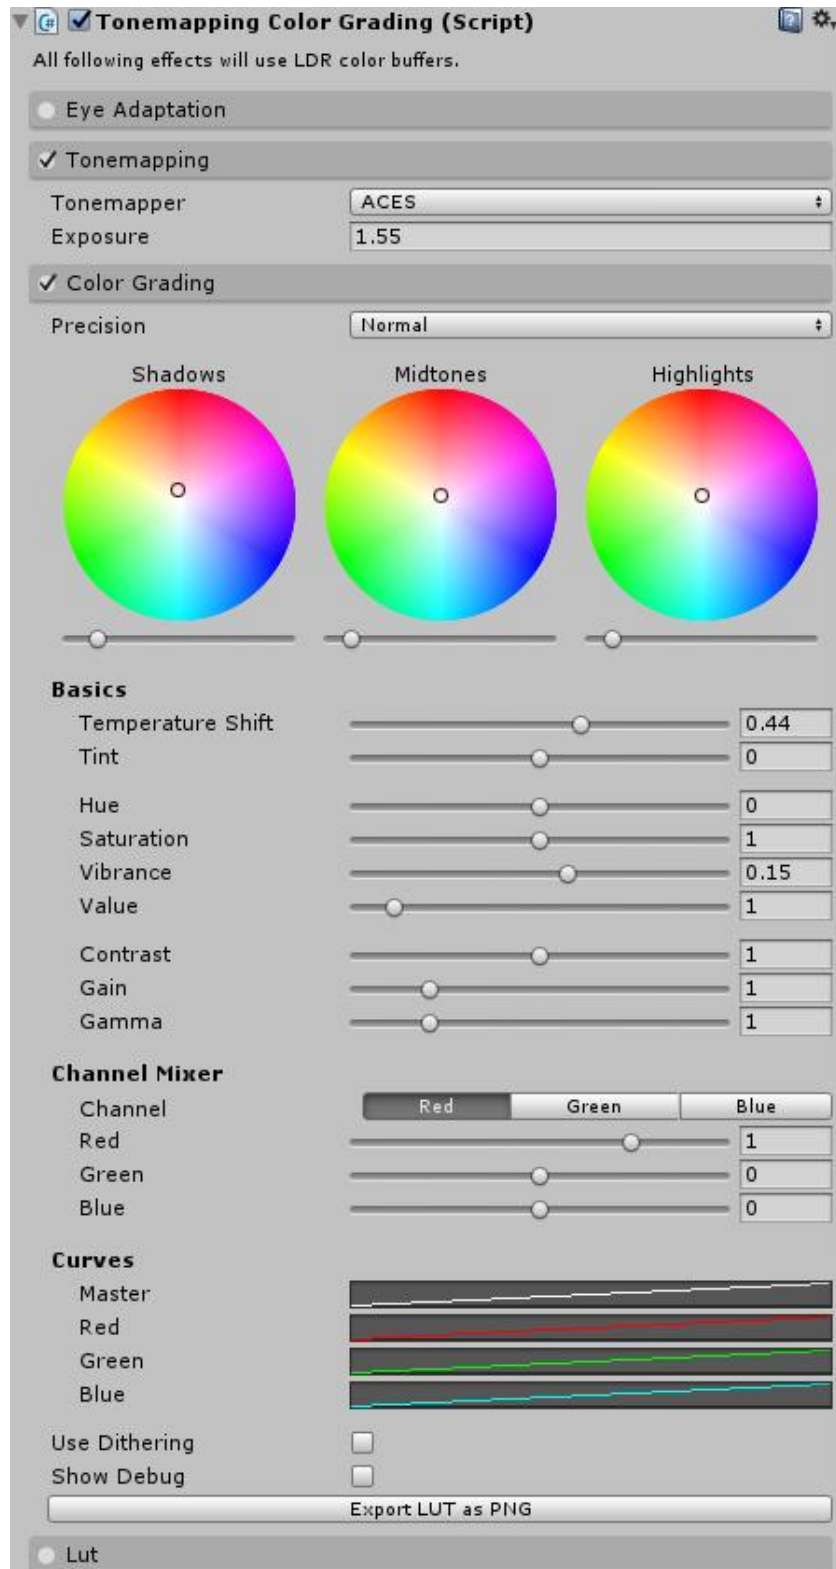 Tonemapping Color Grading (Script)
All following effects will use LDR color buffers.
Eye Adaptation
Tonemapping
Tonemapper ACES
Exposure 1.55
Color Grading
Precision Normal
Shadows Midtones Highlights
Basics
Temperature Shift 0.44
Tint 0
Hue 0
Saturation 1
Vibrance 0.15
Value 1
Contrast 1
Gain 1
Gamma 1
Channel Mixer
Channel Red Green Blue
Red 1
Green 0
Blue 0
Curves
Master
Red
Green
Blue
Use Dithering
Show Debug
Export LUT as PNG
Lut